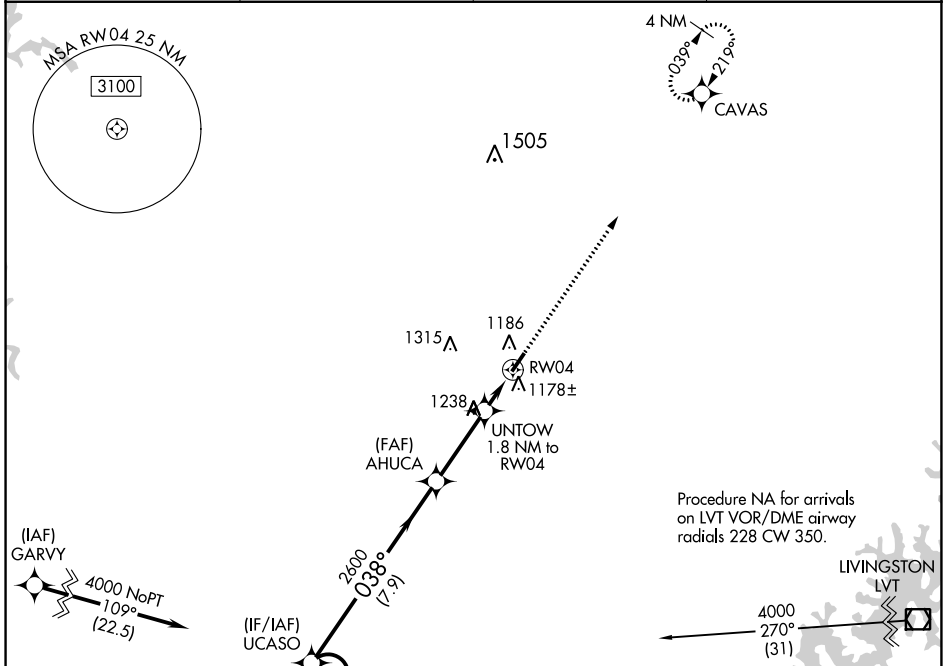 MSA RW04 25 NM
3100
4 NM
039°
219°
CAVAS
1505
1315
1186
RW04
1178±
1238
UNTOW
1.8 NM to
RW04
(FAF)
AHUCA
2600
038°
(7.9)
(IAF)
GARVY
4000 NoPT
109°
(22.5)
(IF/IAF)
UCASO
Procedure NA for arrivals
on LVT VOR/DME airway
radials 228 CW 350.
LIVINGSTON
LVT
4000
270°
(31)